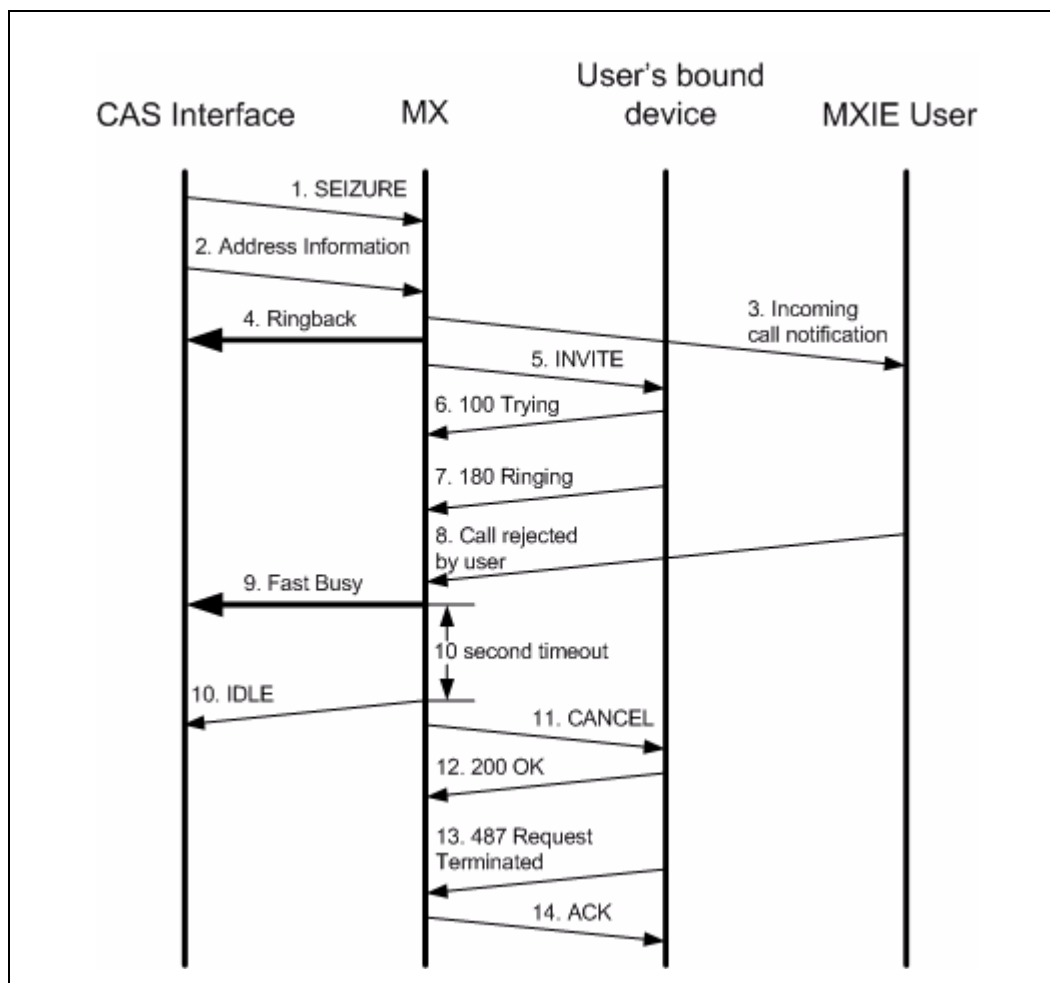 CAS Interface
MX
User's bound
device
MXIE User
1. SEIZURE
2. Address Information
3. Incoming
call notification
4. Ringback
5. INVITE
6. 100 Trying
7. 180 Ringing
8. Call rejected
by user
9. Fast Busy
10 second timeout
10. IDLE
11. CANCEL
12. 200 OK
13. 487 Request
Terminated
14. ACK